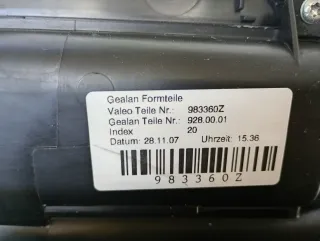 Gealan Formteile
Valeo Teile Nr.: 983360Z
Gealan Teile Nr.: 928.00.01
Index 20
Datum: 28.11.07 Uhrzeit: 15.36
983360Z